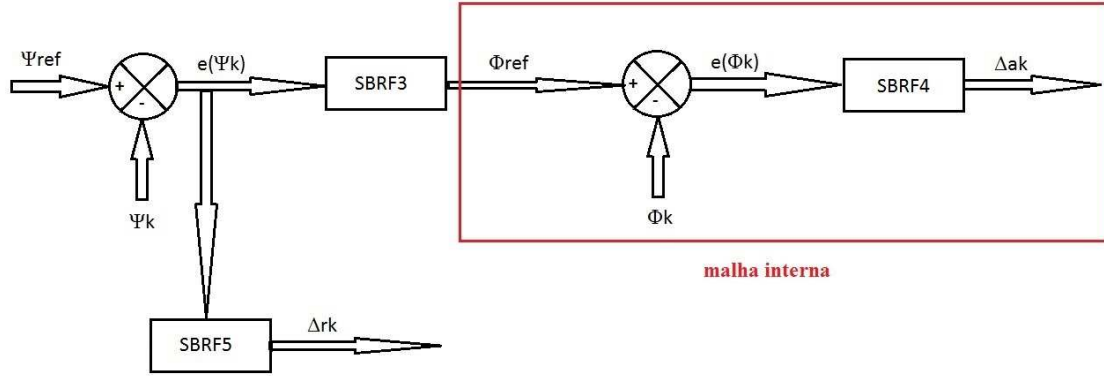 Ψref
+
-
Ψk
e(Ψk)
SBRF3
Φref
+
-
Φk
e(Φk)
SBRF4
Δak
malha interna
SBRF5
Δrk